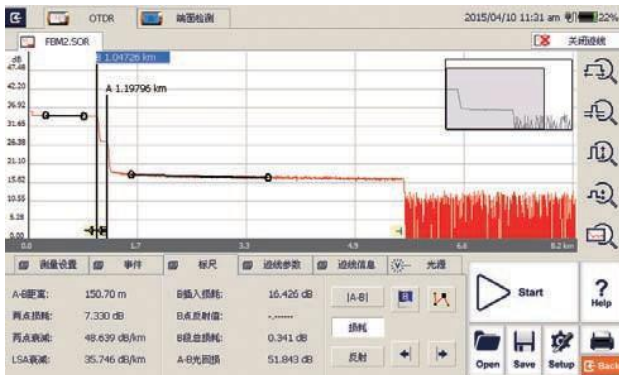 OTDR
端面检测
2015/04/10 11:31 am
22%
FBM2.SOR
关闭迹线
dB
47.48
42.20
36.92
31.65
26.38
21.10
15.82
10.55
5.28
0.00
B 1.04726 km
A 1.19796 km
0.0 1.7 3.3 4.9 6.6 8.2 km
测量设置 事件 标尺 迹线参数 迹线信息 光源
A-B距离: 150.70 m B插入损耗: 16.426 dB |A-B| B
两点损耗: 7.330 dB B点反射值: -.----- 损耗
两点衰减: 48.639 dB/km B段总损耗: 0.341 dB
LSA衰减: 35.746 dB/km A-B光回损 51.843 dB 反射
Start
?
Help
Open Save Setup Back